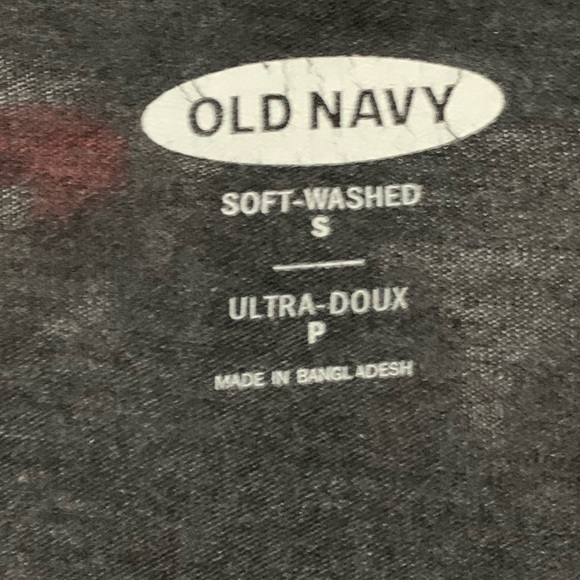 OLD NAVY
SOFT-WASHED
S
ULTRA-DOUX
P
MADE IN BANGLADESH